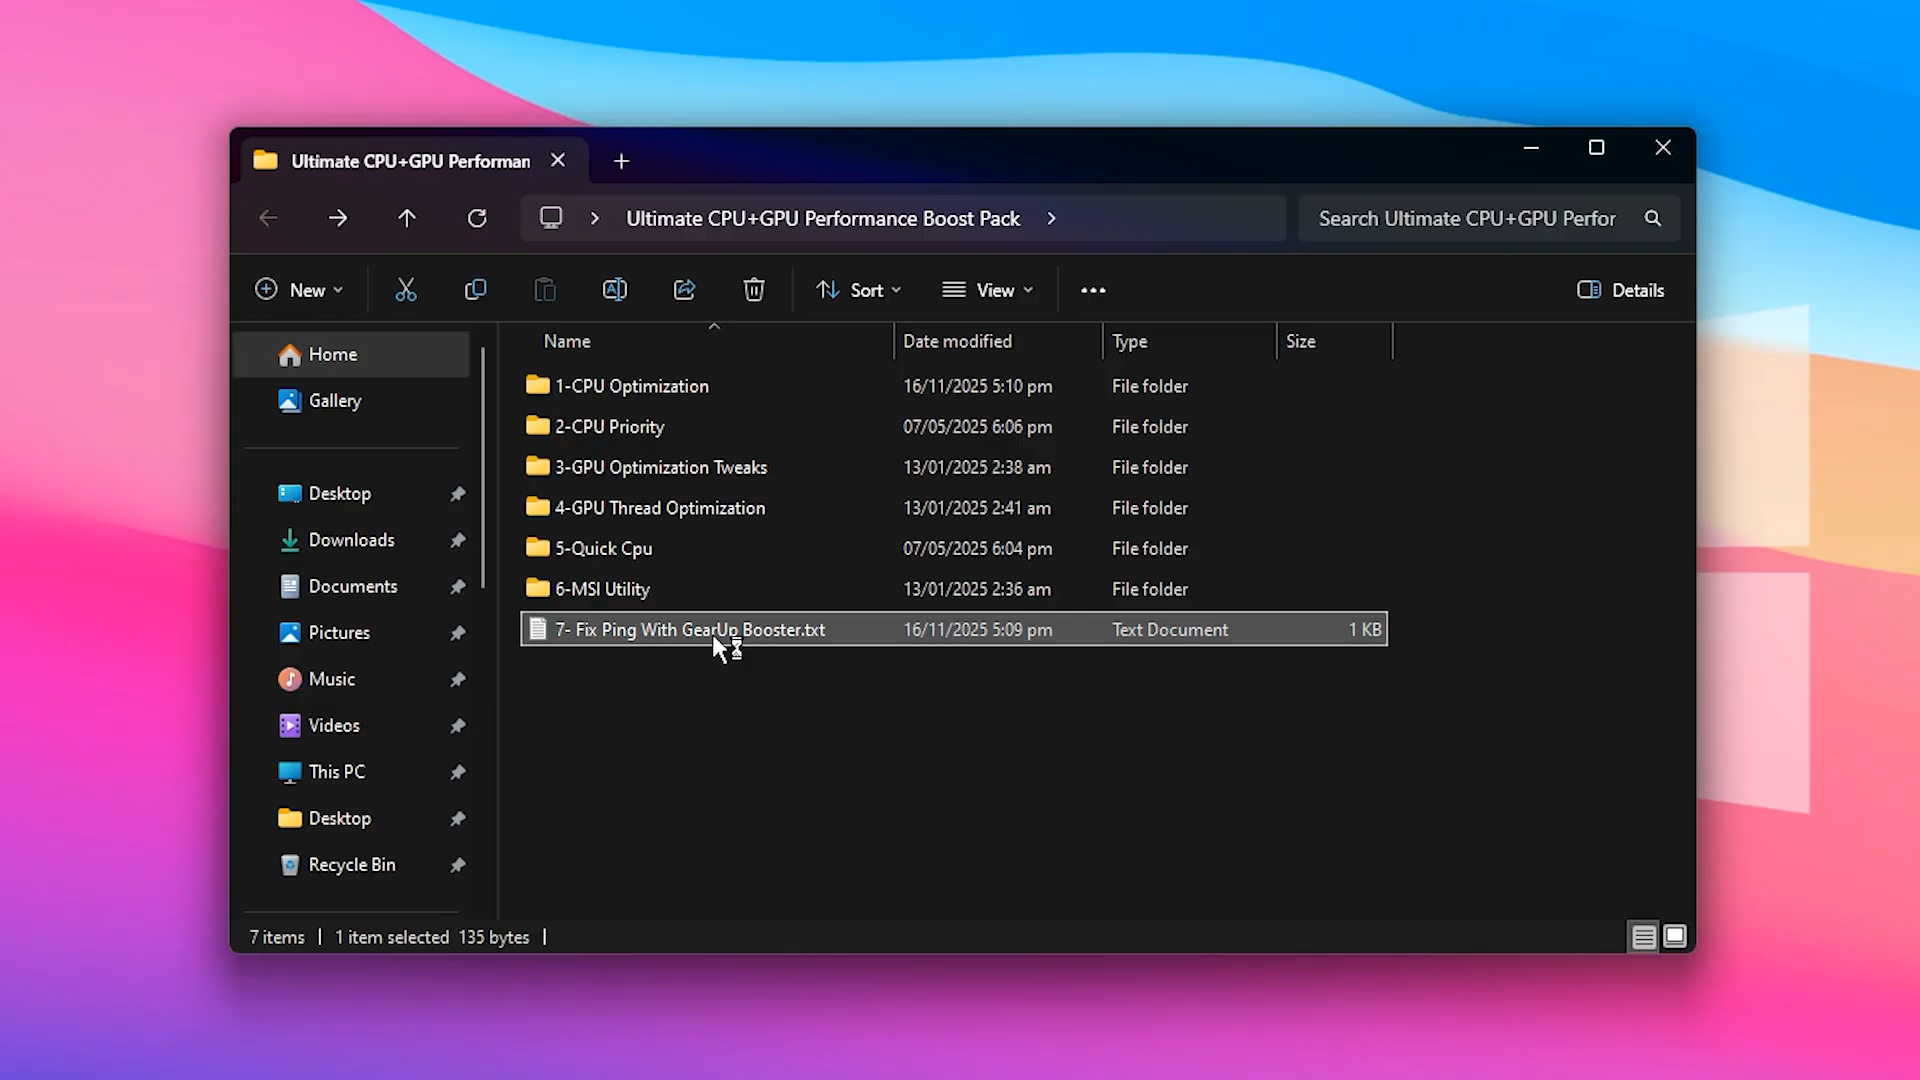 Ultimate CPU+GPU Performan
Ultimate CPU+GPU Performance Boost Pack
Search Ultimate CPU+GPU Perfor
New
Sort
View
Details
Home
Gallery
Desktop
Downloads
Documents
Pictures
Music
Videos
This PC
Desktop
Recycle Bin
Name Date modified Type Size
1-CPU Optimization 16/11/2025 5:10 pm File folder
2-CPU Priority 07/05/2025 6:06 pm File folder
3-GPU Optimization Tweaks 13/01/2025 2:38 am File folder
4-GPU Thread Optimization 13/01/2025 2:41 am File folder
5-Quick Cpu 07/05/2025 6:04 pm File folder
6-MSI Utility 13/01/2025 2:36 am File folder
7- Fix Ping With GearUp Booster.txt 16/11/2025 5:09 pm Text Document 1 KB
7 items 1 item selected 135 bytes